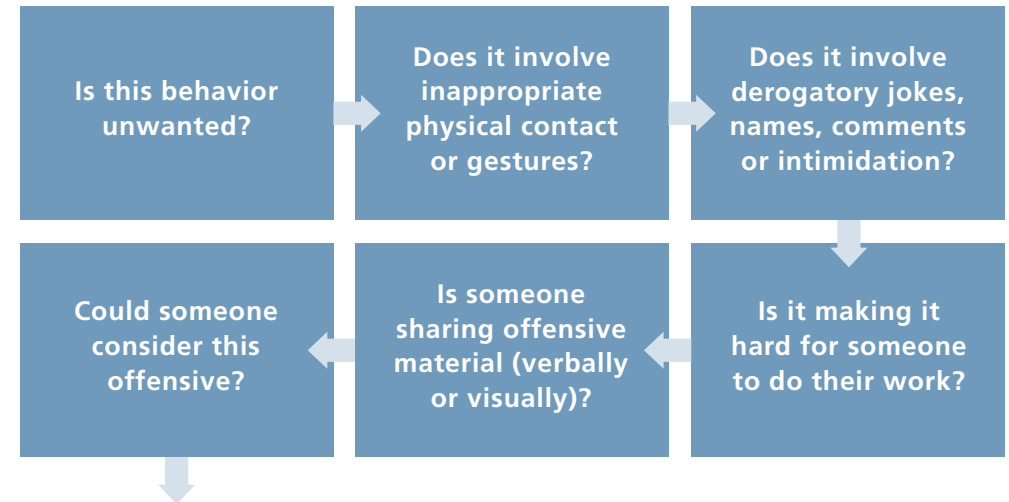 Is this behavior
unwanted?
Does it involve
inappropriate
physical contact
or gestures?
Does it involve
derogatory jokes,
names, comments
or intimidation?
Is it making it
hard for someone
to do their work?
Is someone
sharing offensive
material (verbally
or visually)?
Could someone
consider this
offensive?